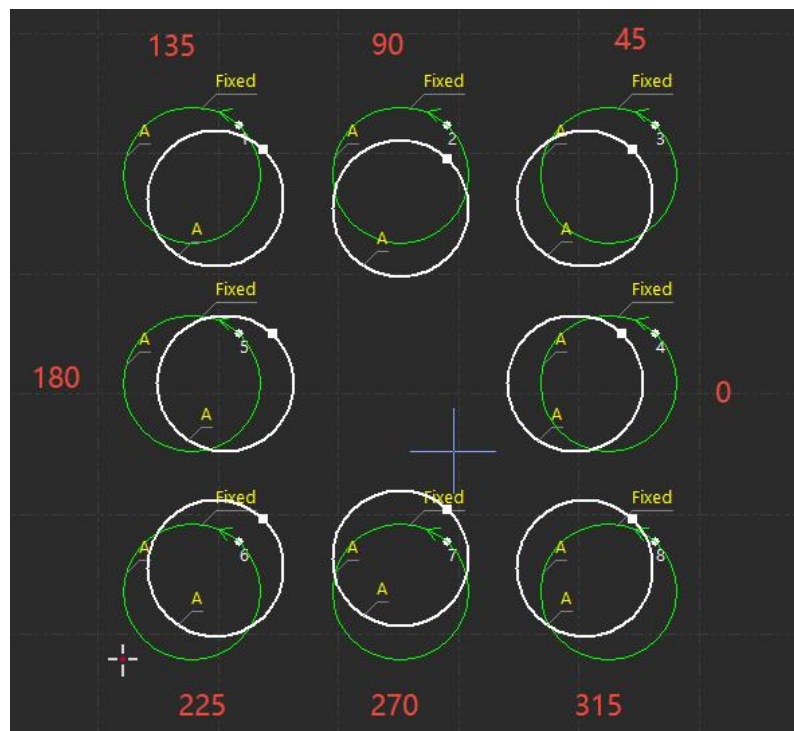 135 90 45
Fixed Fixed Fixed
A A A
1 2 3
A A A
Fixed Fixed
A A
5 4
180 0
A A
Fixed Fixed Fixed
A A A
6 7 8
A A A
225 270 315